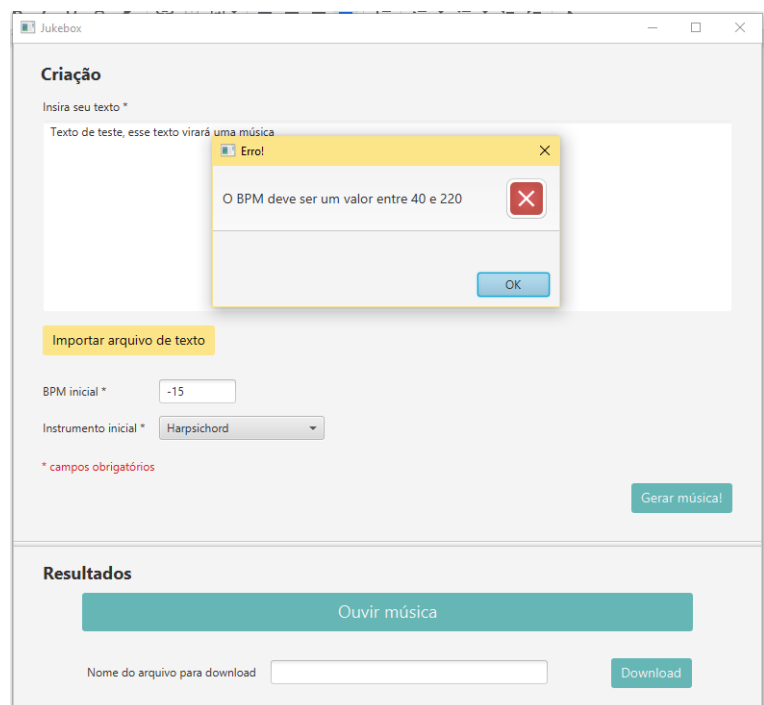 Jukebox
Criação
Insira seu texto *
Texto de teste, esse texto virará uma música
Erro!
O BPM deve ser um valor entre 40 e 220
OK
Importar arquivo de texto
BPM inicial *
-15
Instrumento inicial *
Harpsichord
* campos obrigatórios
Gerar música!
Resultados
Ouvir música
Nome do arquivo para download
Download